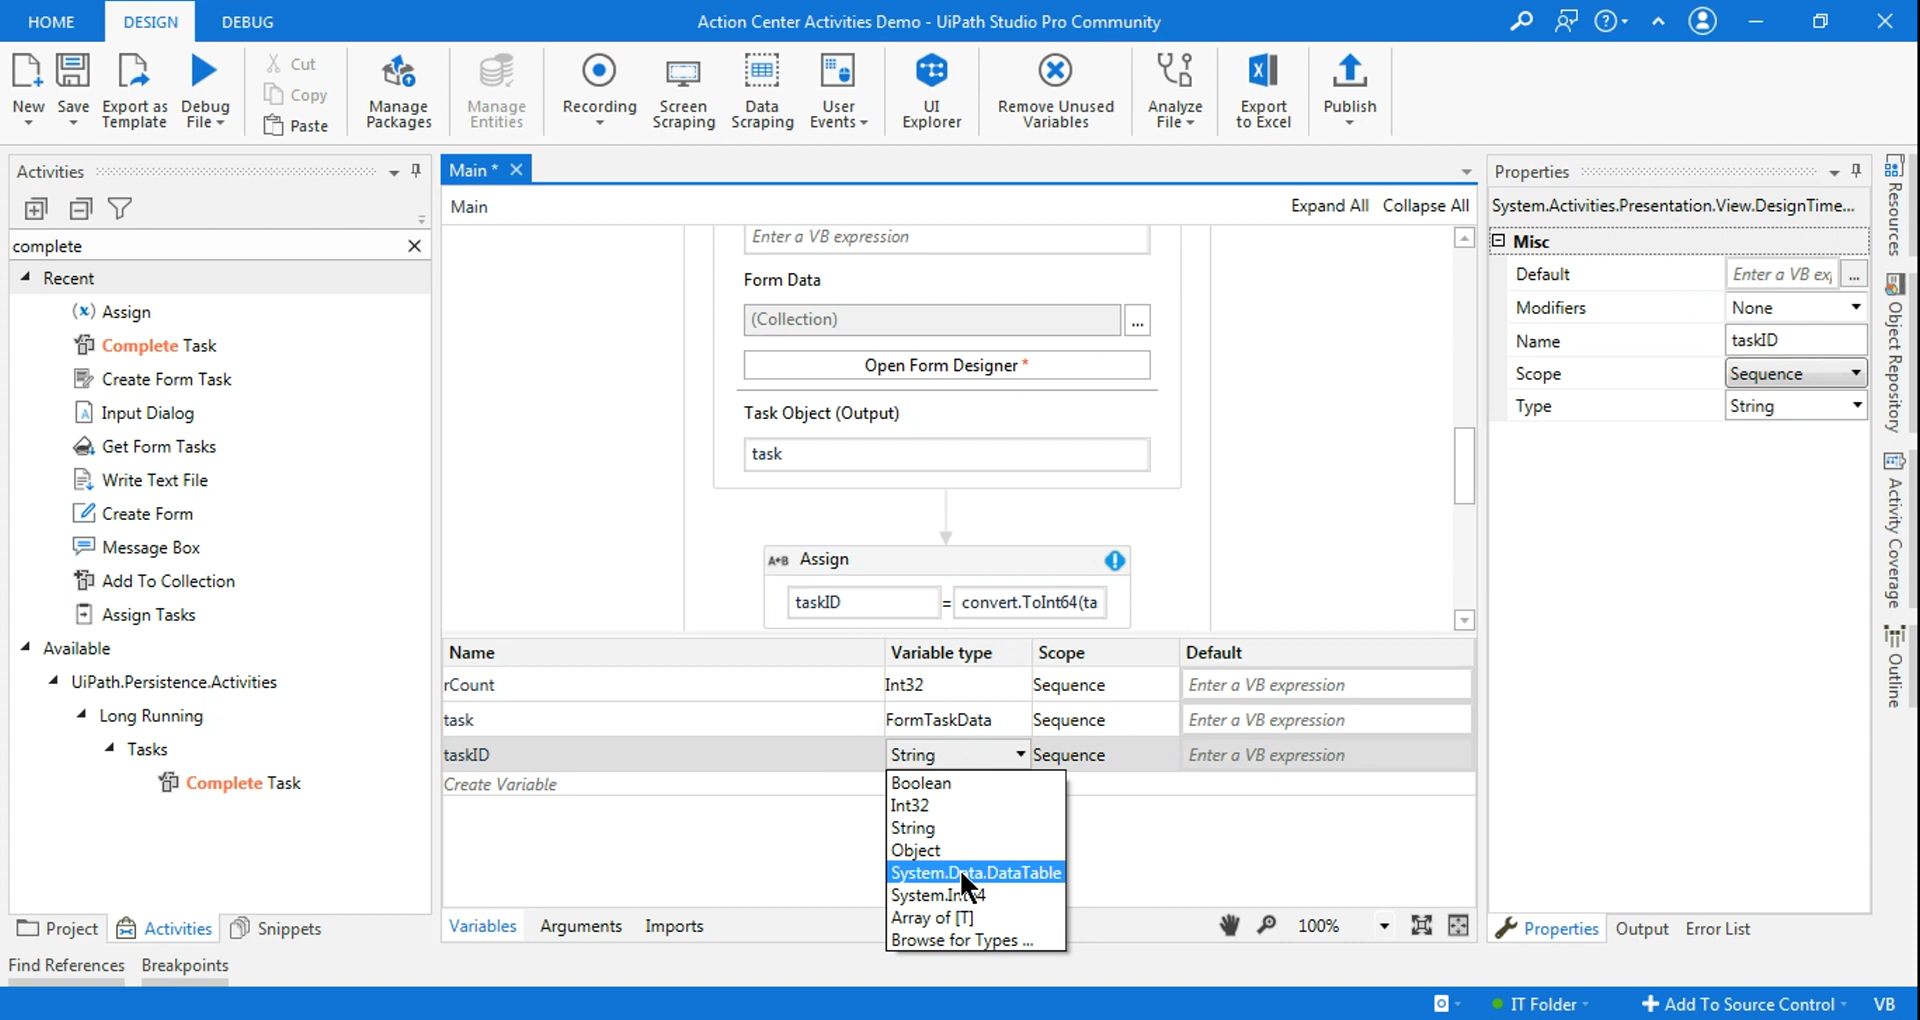 HOME DESIGN DEBUG Action Center Activities Demo - UiPath Studio Pro Community
New Save Export as Template Debug File Cut Copy Paste Manage Packages Manage Entities Recording Screen Scraping Data Scraping User Events UI Explorer Remove Unused Variables Analyze File Export to Excel Publish
Activities
complete
Recent
Assign
Complete Task
Create Form Task
Input Dialog
Get Form Tasks
Write Text File
Create Form
Message Box
Add To Collection
Assign Tasks
Available
UiPath.Persistence.Activities
Long Running
Tasks
Complete Task
Project Activities Snippets
Main *
Main Expand All Collapse All
Enter a VB expression
Form Data
(Collection) ...
Open Form Designer *
Task Object (Output)
task
A+B Assign
taskID = convert.ToInt64(ta
Name Variable type Scope Default
rCount Int32 Sequence Enter a VB expression
task FormTaskData Sequence Enter a VB expression
taskID String Sequence Enter a VB expression
Create Variable
Boolean
Int32
String
Object
System.Data.DataTable
Array of [T]
Browse for Types ...
Variables Arguments Imports 100%
Properties
System.Activities.Presentation.View.DesignTime...
Misc
Default Enter a VB ex ...
Modifiers None
Name taskID
Scope Sequence
Type String
Properties Output Error List
Resources
Object Repository
Activity Coverage
Outline
Find References Breakpoints
IT Folder Add To Source Control VB